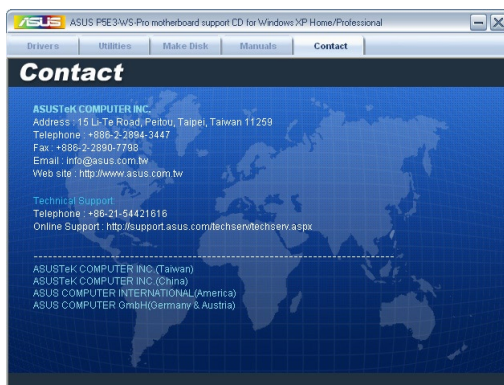 ASUS ASUS P5E3-WS-Pro motherboard support CD for Windows XP Home/Professional
Drivers Utilities Make Disk Manuals Contact
Contact
ASUSTeK COMPUTER INC.
Address : 15 Li-Te Road, Peitou, Taipei, Taiwan 11259
Telephone : +886-2-2894-3447
Fax : +886-2-2890-7798
Email : info@asus.com.tw
Web site : http://www.asus.com.tw
Technical Support
Telephone : +86-21-54421616
Online Support : http://support.asus.com/techserv/techserv.aspx
ASUSTeK COMPUTER INC.(Taiwan)
ASUSTeK COMPUTER INC.(China)
ASUS COMPUTER INTERNATIONAL(America)
ASUS COMPUTER GmbH(Germany & Austria)